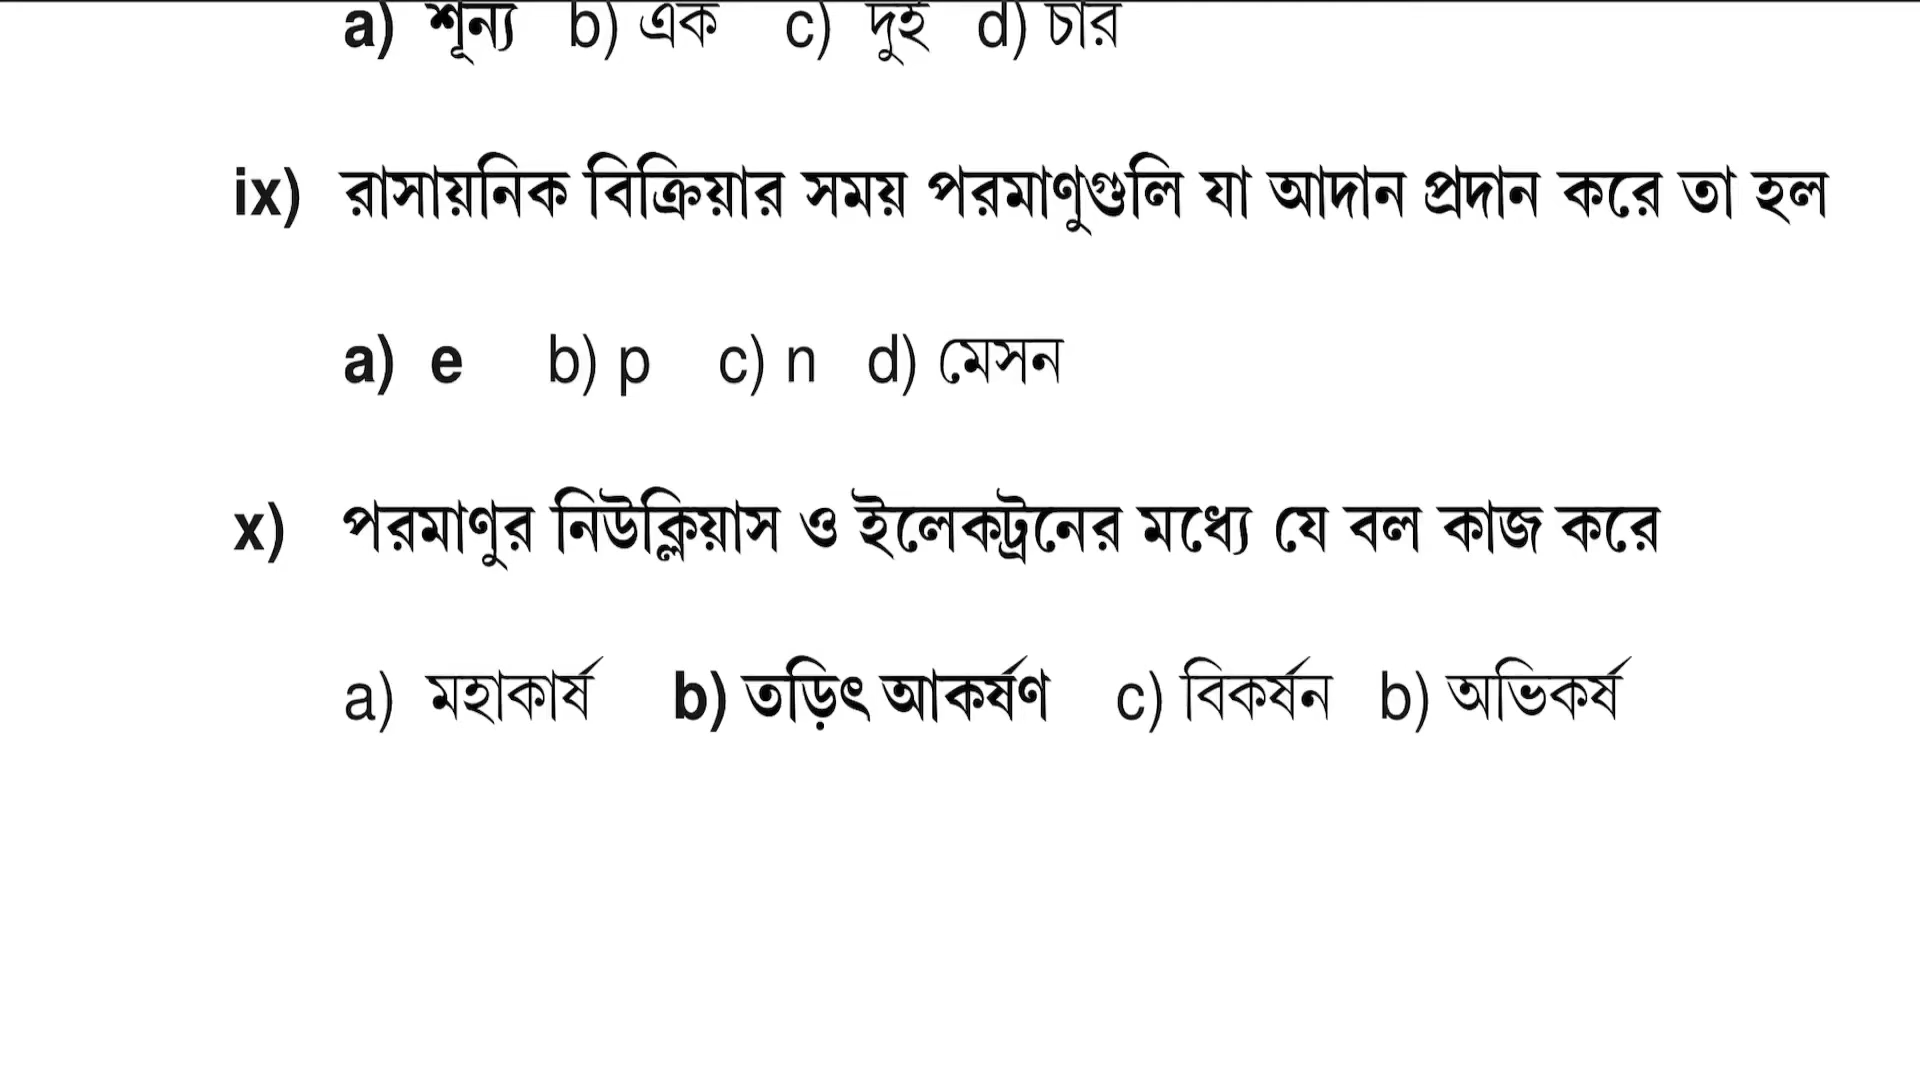 a) শূন্য b) এক c) দুই d) চার
ix) রাসায়নিক বিক্রিয়ার সময় পরমাণুগুলি যা আদান প্রদান করে তা হল
a) e b) p c) n d) মেসন
x) পরমাণুর নিউক্লিয়াস ও ইলেকট্রনের মধ্যে যে বল কাজ করে
a) মহাকার্ষ b) তড়িৎ আকর্ষণ c) বিকর্ষন b) অভিকর্ষ